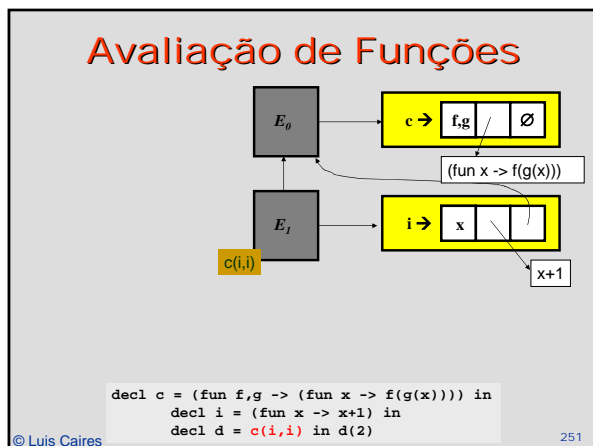 Avaliação de Funções
E0
c → f,g Ø
(fun x -> f(g(x)))
E1
i → x
c(i,i)
x+1
decl c = (fun f,g -> (fun x -> f(g(x)))) in
decl i = (fun x -> x+1) in
decl d = c(i,i) in d(2)
© Luis Caires
251